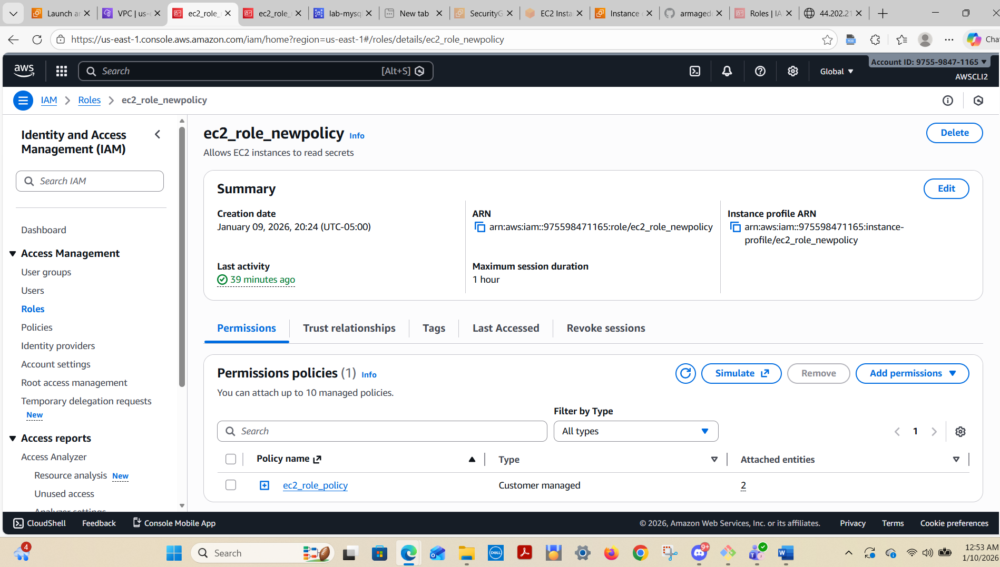 Launch an
VPC | us-e
ec2_role_
ec2_role_
lab-mysq
New tab
SecurityG
EC2 Insta
Instance
armaged
Roles | IA
44.202.21
https://us-east-1.console.aws.amazon.com/iam/home?region=us-east-1#/roles/details/ec2_role_newpolicy
Cha
aws
Search
[Alt+S]
Global
Account ID: 9755-9847-1165
AWSCLI2
IAM
Roles
ec2_role_newpolicy
Identity and Access
Management (IAM)
Search IAM
Dashboard
Access Management
User groups
Users
Roles
Policies
Identity providers
Account settings
Root access management
Temporary delegation requests
New
Access reports
Access Analyzer
Resource analysis New
Unused access
Analyzer settings
ec2_role_newpolicy Info
Delete
Allows EC2 instances to read secrets
Summary
Edit
Creation date
January 09, 2026, 20:24 (UTC-05:00)
ARN
arn:aws:iam::975598471165:role/ec2_role_newpolicy
Instance profile ARN
arn:aws:iam::975598471165:instance-
profile/ec2_role_newpolicy
Last activity
39 minutes ago
Maximum session duration
1 hour
Permissions
Trust relationships
Tags
Last Accessed
Revoke sessions
Permissions policies (1) Info
Simulate
Remove
Add permissions
You can attach up to 10 managed policies.
Filter by Type
Search
All types
1
Policy name
Type
Attached entities
ec2_role_policy
Customer managed
2
CloudShell
Feedback
Console Mobile App
© 2026, Amazon Web Services, Inc. or its affiliates.
Privacy
Terms
Cookie preferences
4
Search
DELL
9+
12:53 AM
1/10/2026